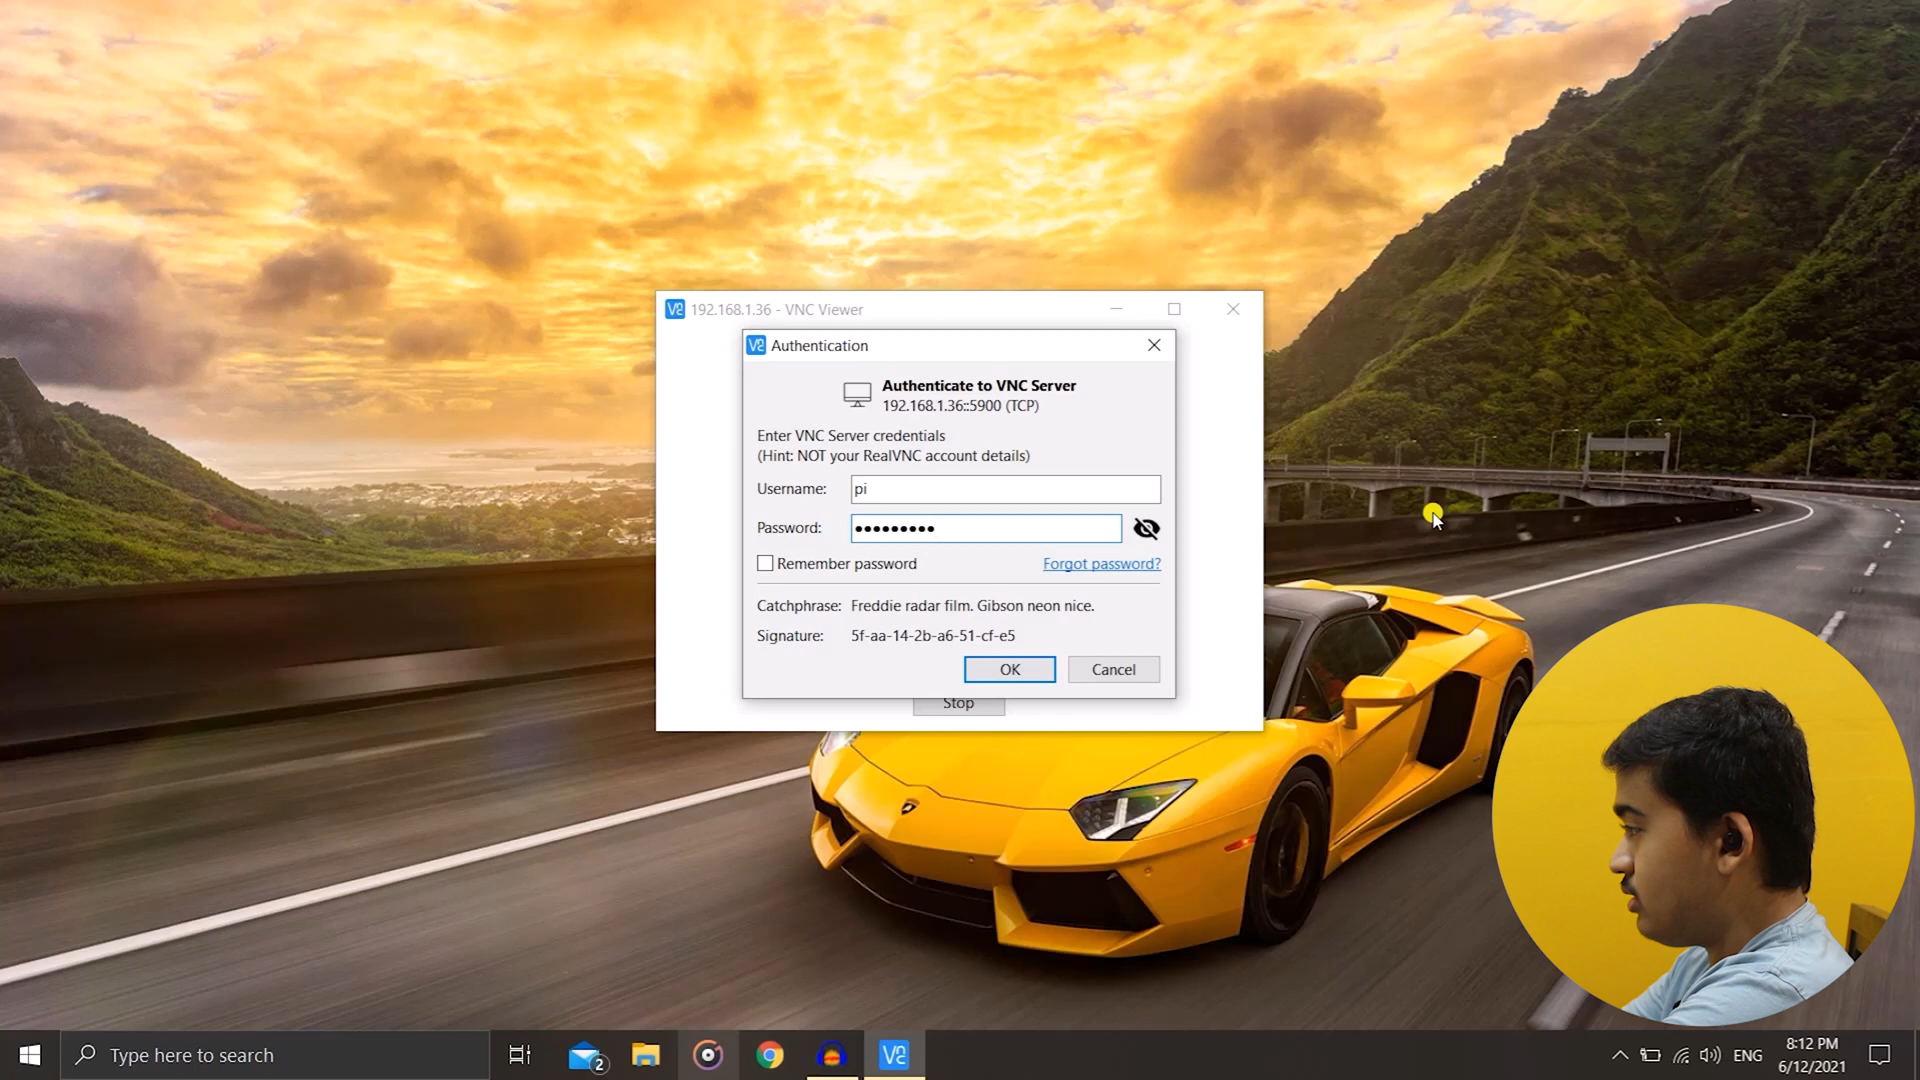 192.168.1.36 - VNC Viewer
Authentication
Authenticate to VNC Server
192.168.1.36::5900 (TCP)
Enter VNC Server credentials
(Hint: NOT your RealVNC account details)
Username: pi
Password: •••••••••
Remember password Forgot password?
Catchphrase: Freddie radar film. Gibson neon nice.
Signature: 5f-aa-14-2b-a6-51-cf-e5
OK Cancel
Stop
Type here to search
2
ENG
8:12 PM
6/12/2021